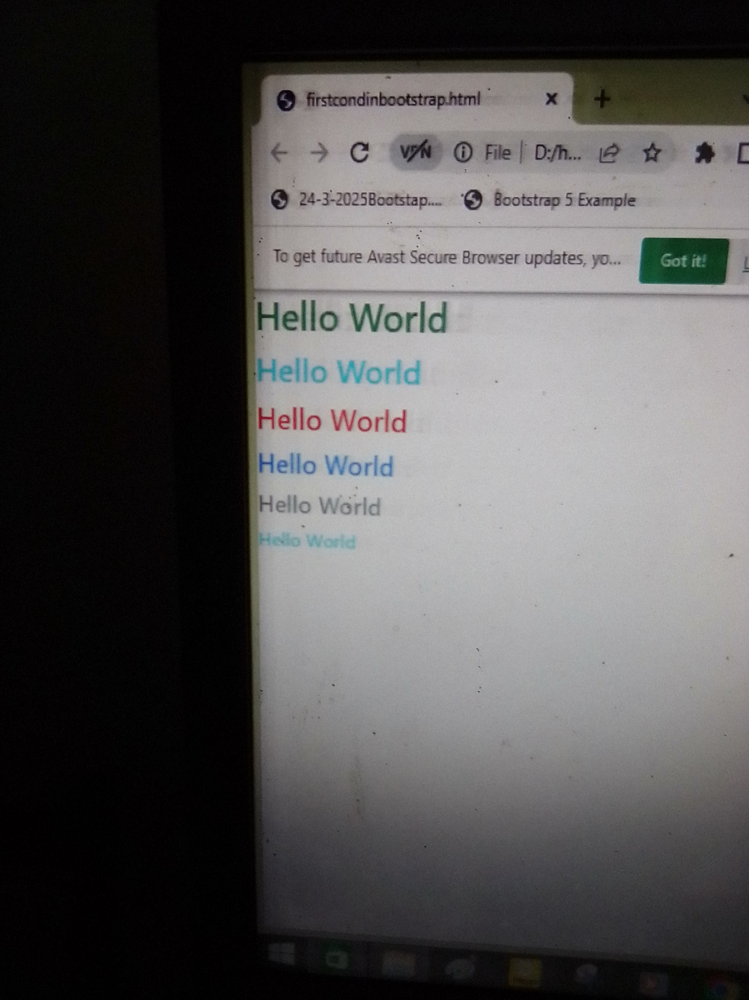 firstcondinbootstrap.html
VPN File D:/h...
24-3-2025Bootstap.... Bootstrap 5 Example
To get future Avast Secure Browser updates, yo... Got it!
Hello World
Hello World
Hello World
Hello World
Hello World
Hello World